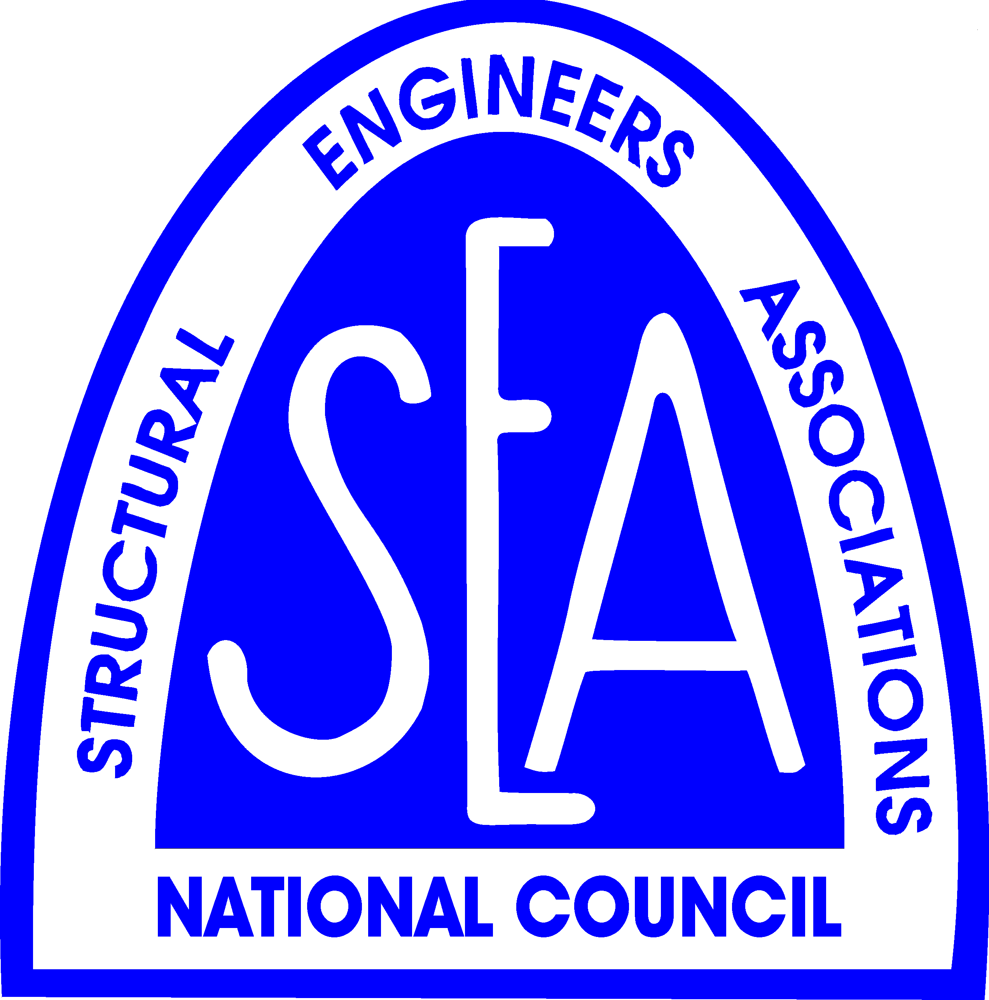 STRUCTURAL ENGINEERS ASSOCIATIONS
SEA
NATIONAL COUNCIL